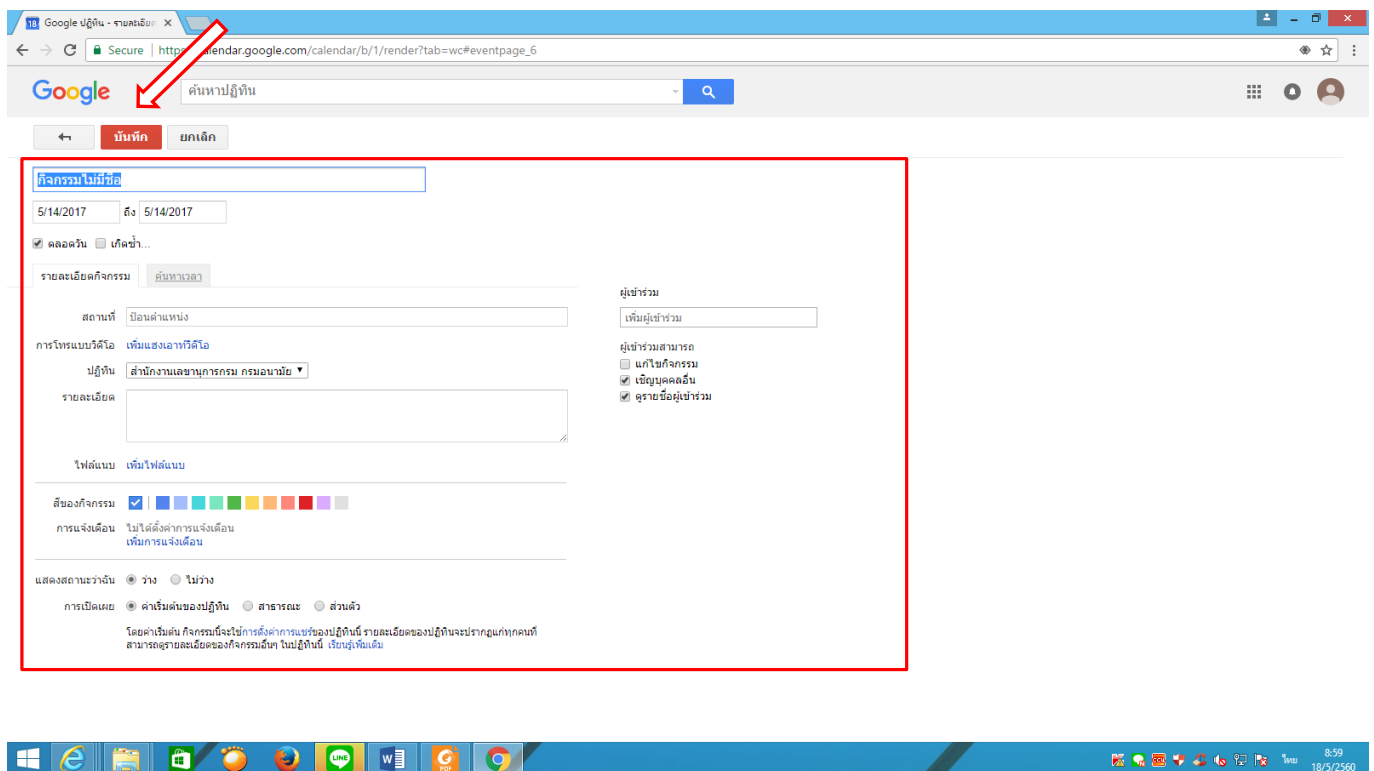 18 Google ปฏิทิน - รายละเอียด
Secure | https calendar.google.com/calendar/b/1/render?tab=wc#eventpage_6
Google ค้นหาปฏิทิน
บันทึก ยกเลิก
กิจกรรมไม่มีชื่อ
5/14/2017 ถึง 5/14/2017
ตลอดวัน เกิดซ้ำ...
รายละเอียดกิจกรรม ค้นหาเวลา
ผู้เข้าร่วม
สถานที่ ป้อนตำแหน่ง เพิ่มผู้เข้าร่วม
การโทรแบบวิดีโอ เพิ่มแฮงเอาท์วิดีโอ ผู้เข้าร่วมสามารถ
แก้ไขกิจกรรม
ปฏิทิน สำนักงานเลขานุการกรม กรมอนามัย
เชิญบุคคลอื่น
รายละเอียด ดูรายชื่อผู้เข้าร่วม
ไฟล์แนบ เพิ่มไฟล์แนบ
สีของกิจกรรม
การแจ้งเตือน ไม่ได้ตั้งค่าการแจ้งเตือน
เพิ่มการแจ้งเตือน
แสดงสถานะว่าฉัน ว่าง ไม่ว่าง
การเปิดเผย ค่าเริ่มต้นของปฏิทิน สาธารณะ ส่วนตัว
โดยค่าเริ่มต้น กิจกรรมนี้จะใช้การตั้งค่าการแชร์ของปฏิทินนี้ รายละเอียดของปฏิทินจะปรากฏแก่ทุกคนที่
สามารถดูรายละเอียดของกิจกรรมอื่นๆ ในปฏิทินนี้ เรียนรู้เพิ่มเติม
LINE W G PDF ไทย 8:59
18/5/2560